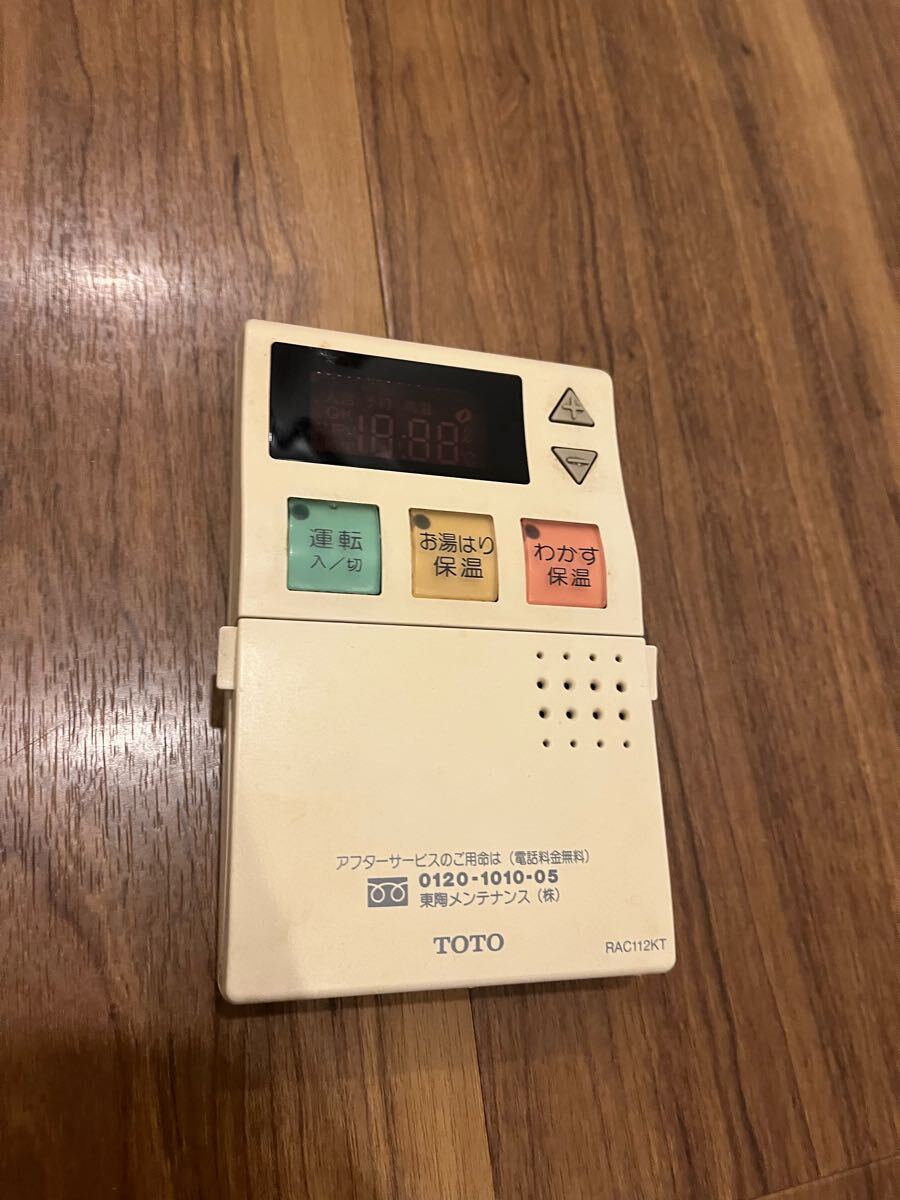 運転
入/切
お湯はり
保温
わかす
保温
アフターサービスのご用命は(電話料金無料)
0120-1010-05
東陶メンテナンス(株)
TOTO
RAC112KT